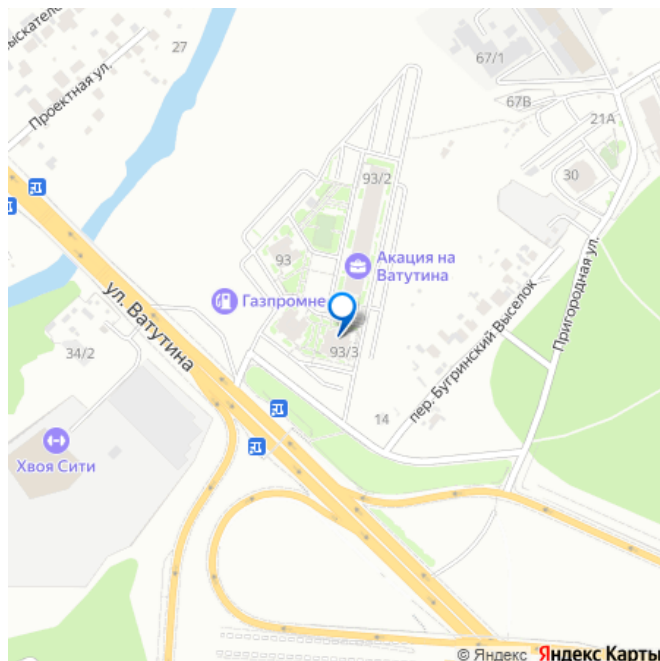 67/1
27
Проектная ул.
67В
21А
30
93/2
Акация на
Ватутина
93
Газпромне
Пригородная ул.
ул. Ватутина
93/3
34/2
пер. Бугринский Выселок
14
Хвоя Сити
© Яндекс Яндекс Карты